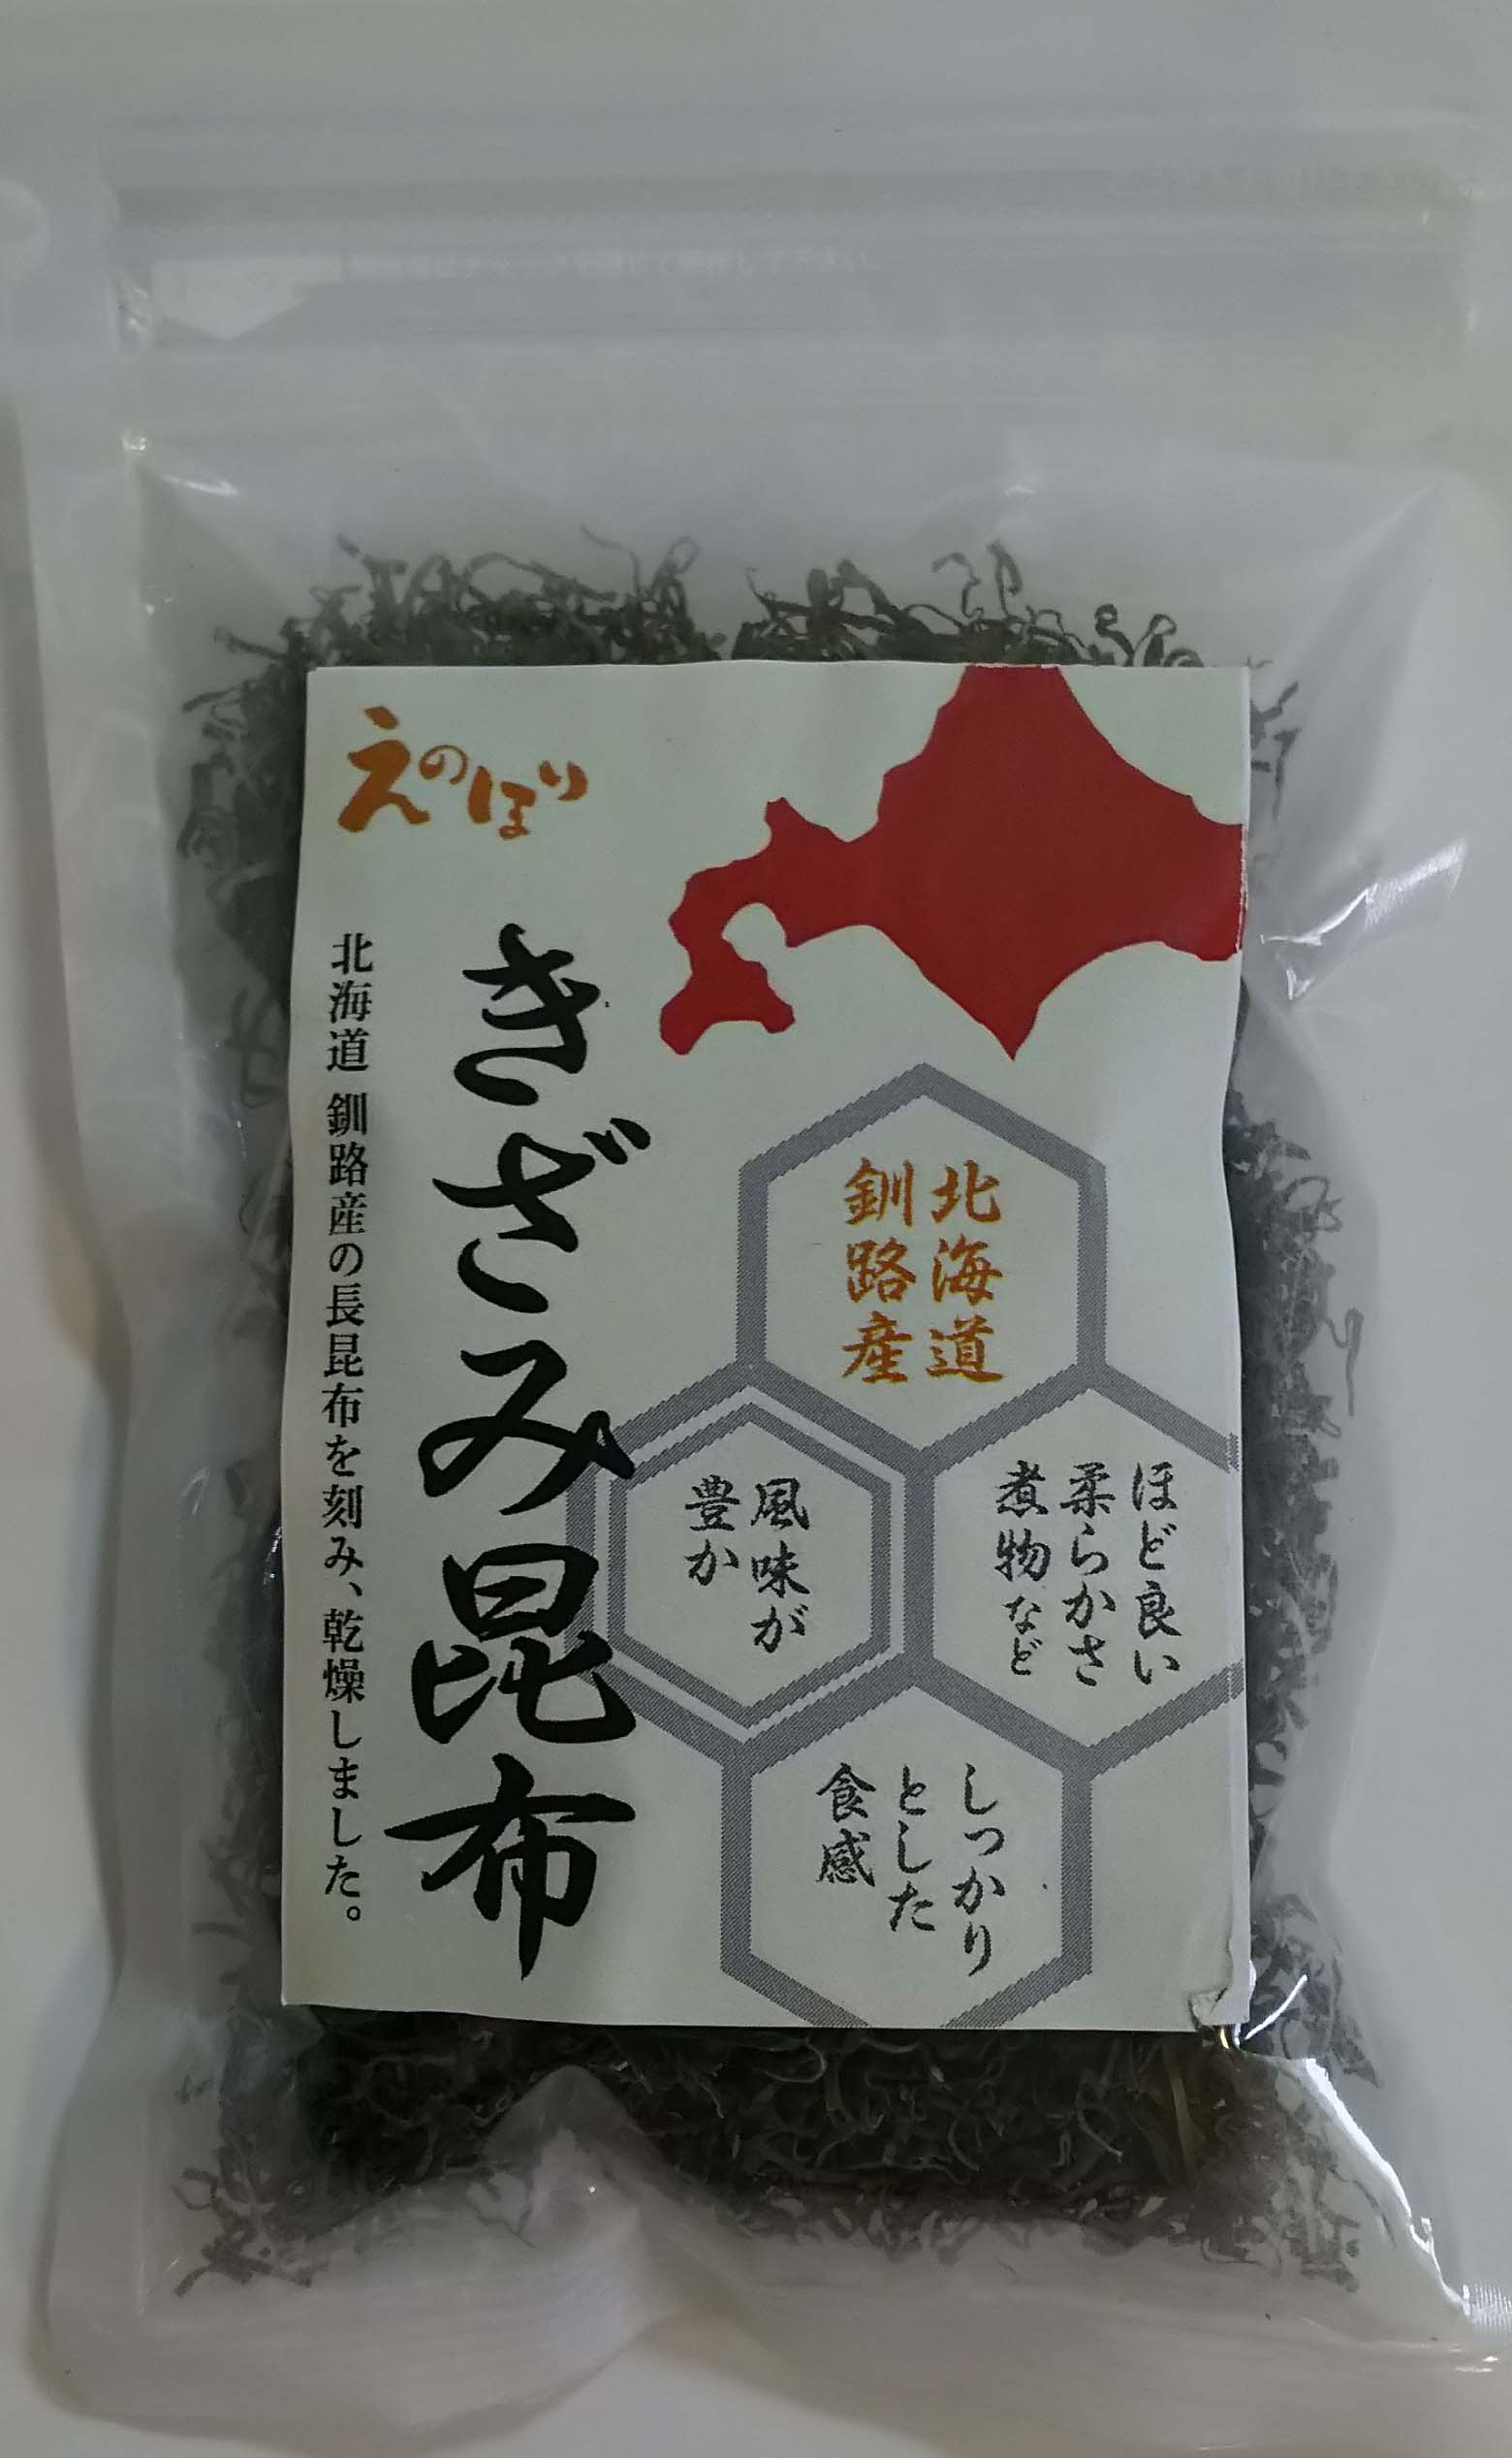 えのぼり
北海道
釧路産
ほど良い
柔らかさ
煮物など
風味が
豊か
しっかり
とした
食感
きざみ昆布
北海道 釧路産の長昆布を刻み、乾燥しました。